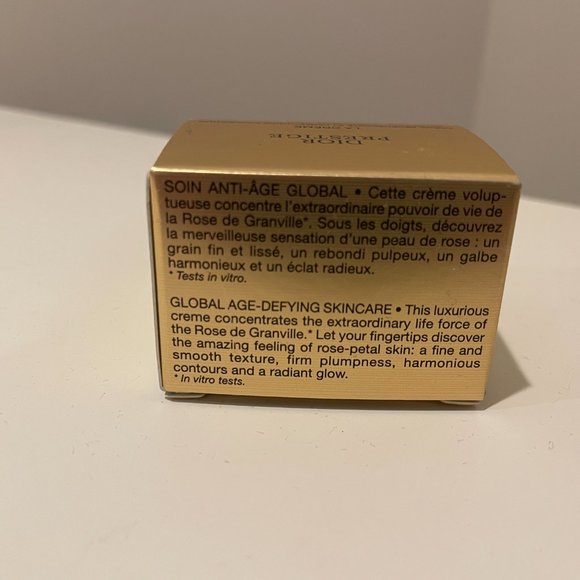 DIOR
PRESTIGE
LA CRÈME
SOIN ANTI-ÂGE GLOBAL • Cette crème volup-
tueuse concentre l'extraordinaire pouvoir de vie de
la Rose de Granville*. Sous les doigts, découvrez
la merveilleuse sensation d'une peau de rose : un
grain fin et lissé, un rebondi pulpeux, un galbe
harmonieux et un éclat radieux.
* Tests in vitro.
GLOBAL AGE-DEFYING SKINCARE • This luxurious
creme concentrates the extraordinary life force of
the Rose de Granville.* Let your fingertips discover
the amazing feeling of rose-petal skin: a fine and
smooth texture, firm plumpness, harmonious
contours and a radiant glow.
* In vitro tests.